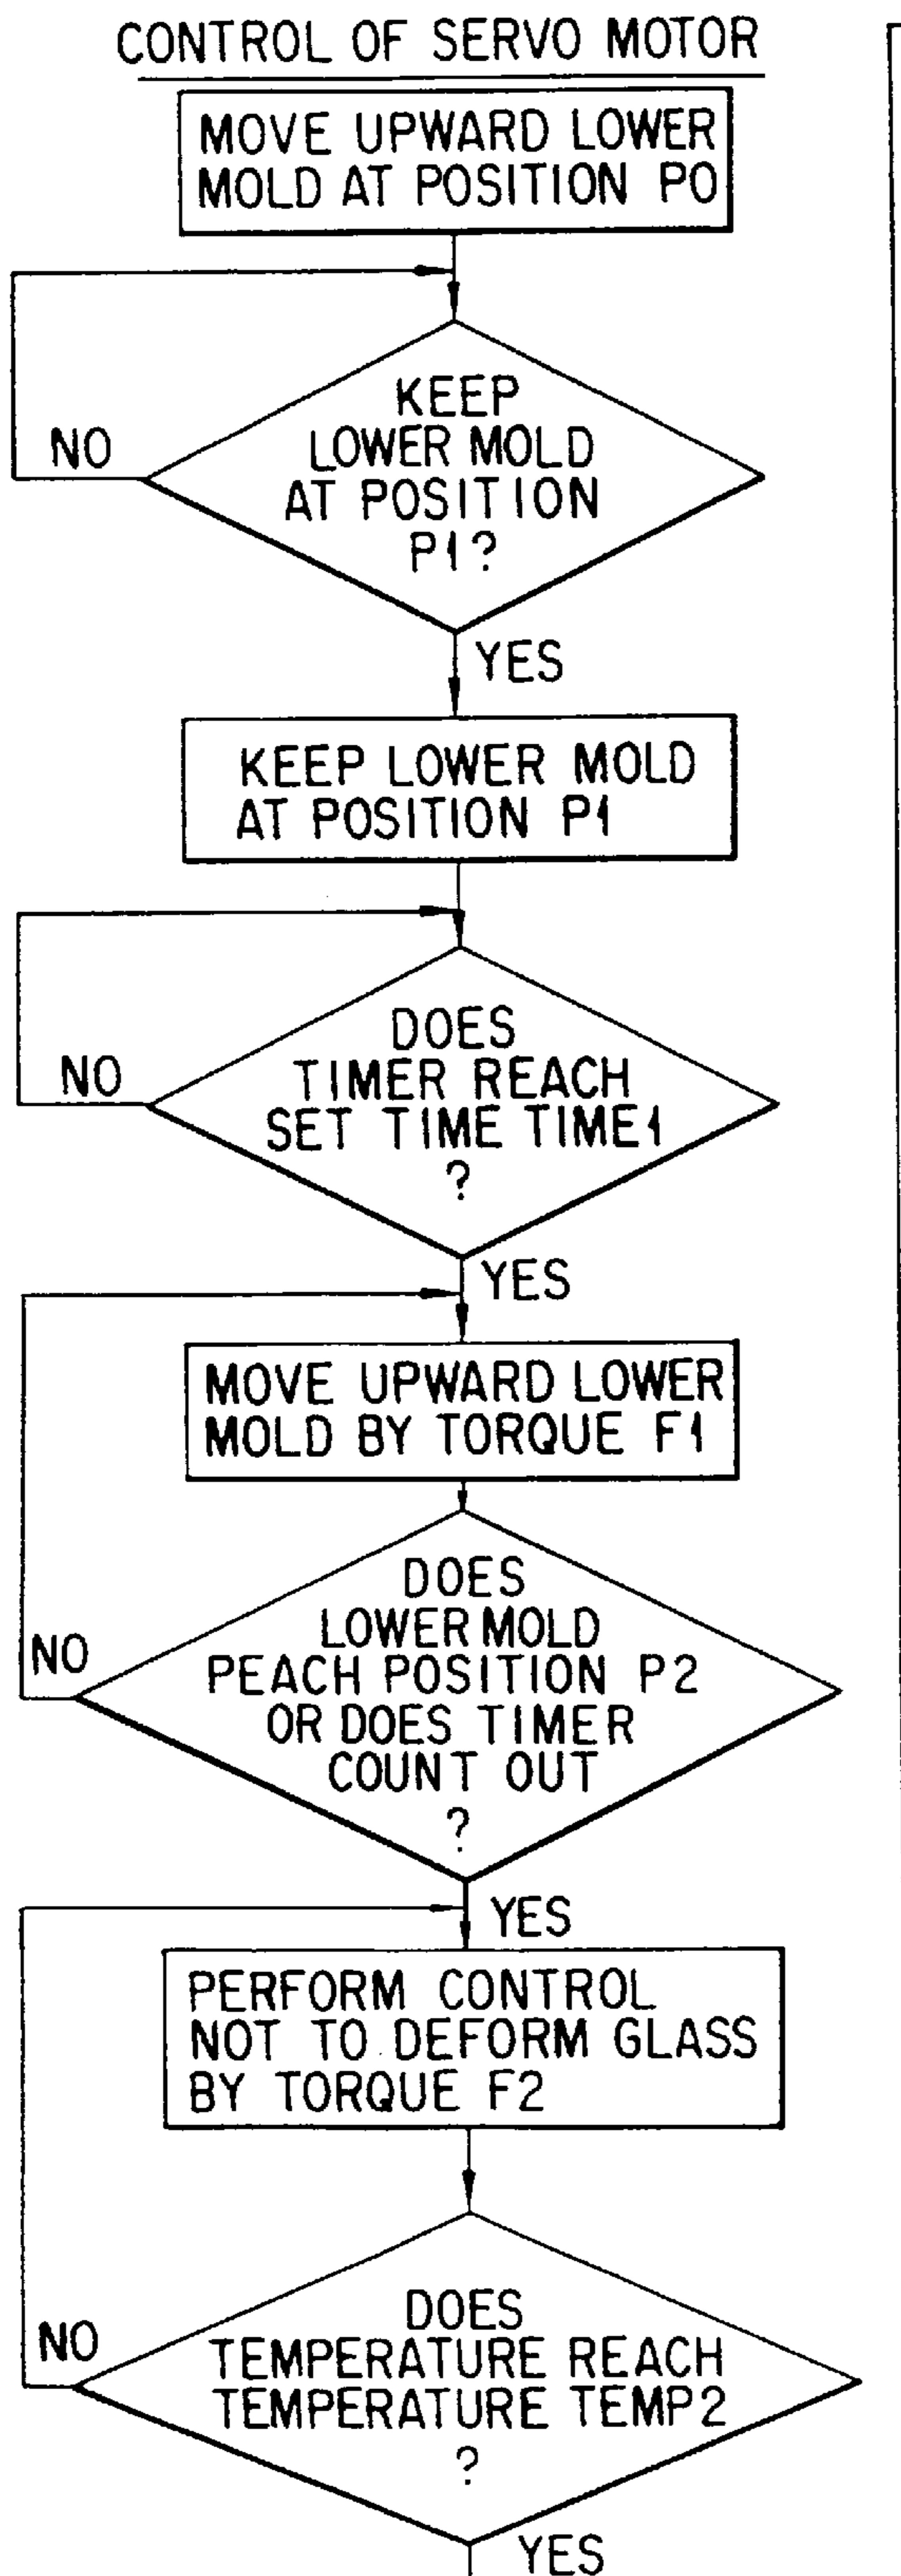 CONTROL OF SERVO MOTOR
MOVE UPWARD LOWER
MOLD AT POSITION P0
KEEP
LOWER MOLD
AT POSITION
P1?
NO
YES
KEEP LOWER MOLD
AT POSITION P1
DOES
TIMER REACH
SET TIME TIME1
?
NO
YES
MOVE UPWARD LOWER
MOLD BY TORQUE F1
DOES
LOWER MOLD
PEACH POSITION P2
OR DOES TIMER
COUNT OUT
?
NO
YES
PERFORM CONTROL
NOT TO DEFORM GLASS
BY TORQUE F2
DOES
TEMPERATURE REACH
TEMPERATURE TEMP2
?
NO
YES